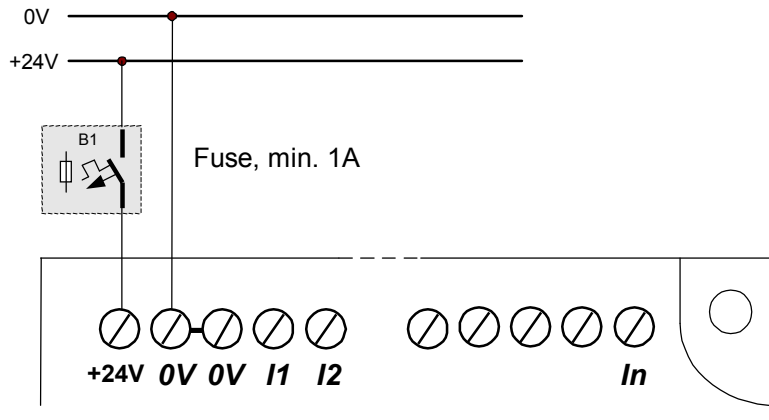 0V
+24V
B1
Fuse, min. 1A
+24V 0V 0V I1 I2 In